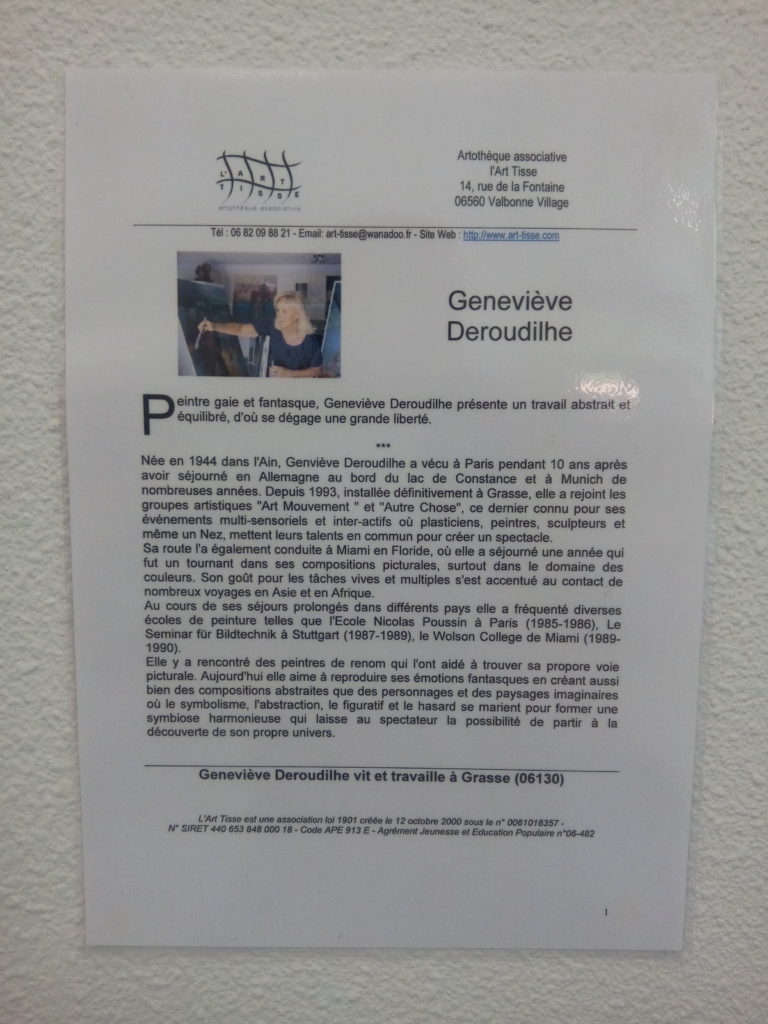 L'ART
TISSE
artothèque associative
Artothèque associative
l'Art Tisse
14, rue de la Fontaine
06560 Valbonne Village
Tél : 06 82 09 88 21 - Email: art-tisse@wanadoo.fr - Site Web : http://www.art-tisse.com
Geneviève
Deroudilhe
Peintre gaie et fantasque, Geneviève Deroudilhe présente un travail abstrait et
équilibré, d'où se dégage une grande liberté.
***
Née en 1944 dans l'Ain, Genviève Deroudilhe a vécu à Paris pendant 10 ans après
avoir séjourné en Allemagne au bord du lac de Constance et à Munich de
nombreuses années. Depuis 1993, installée définitivement à Grasse, elle a rejoint les
groupes artistiques "Art Mouvement " et "Autre Chose", ce dernier connu pour ses
événements multi-sensoriels et inter-actifs où plasticiens, peintres, sculpteurs et
même un Nez, mettent leurs talents en commun pour créer un spectacle.
Sa route l'a également conduite à Miami en Floride, où elle a séjourné une année qui
fut un tournant dans ses compositions picturales, surtout dans le domaine des
couleurs. Son goût pour les tâches vives et multiples s'est accentué au contact de
nombreux voyages en Asie et en Afrique.
Au cours de ses séjours prolongés dans différents pays elle a fréquenté diverses
écoles de peinture telles que l'Ecole Nicolas Poussin à Paris (1985-1986), Le
Seminar für Bildtechnik à Stuttgart (1987-1989), le Wolson College de Miami (1989-
1990).
Elle y a rencontré des peintres de renom qui l'ont aidé à trouver sa propore voie
picturale. Aujourd'hui elle aime à reproduire ses émotions fantasques en créant aussi
bien des compositions abstraites que des personnages et des paysages imaginaires
où le symbolisme, l'abstraction, le figuratif et le hasard se marient pour former une
symbiose harmonieuse qui laisse au spectateur la possibilité de partir à la
découverte de son propre univers.
Geneviève Deroudilhe vit et travaille à Grasse (06130)
L'Art Tisse est une association loi 1901 créée le 12 octobre 2000 sous le n° 0061018357 -
N° SIRET 440 653 848 000 18 - Code APE 913 E - Agrément Jeunesse et Education Populaire n°06-482
1